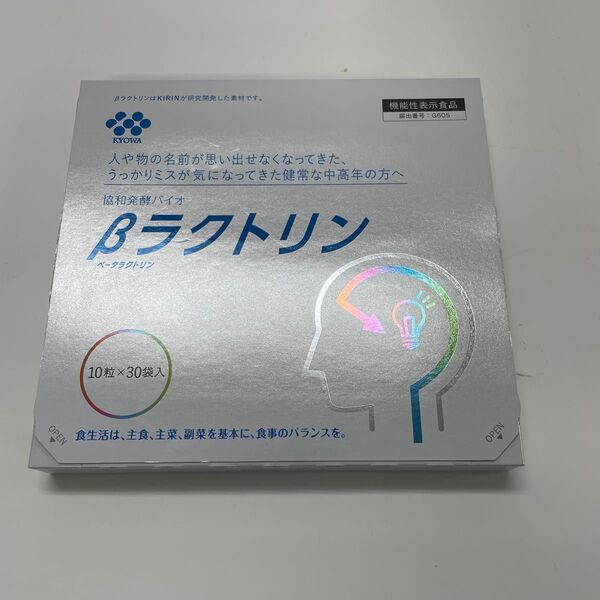 βラクトリンはKIRINが研究開発した素材です。
機能性表示食品
届出番号：G605
KYOWA
人や物の名前が思い出せなくなってきた、
うっかりミスが気になってきた健常な中高年の方へ
協和発酵バイオ
βラクトリン
ベータラクトリン
10粒×30袋入
OPEN
食生活は、主食、主菜、副菜を基本に、食事のバランスを。
OPEN